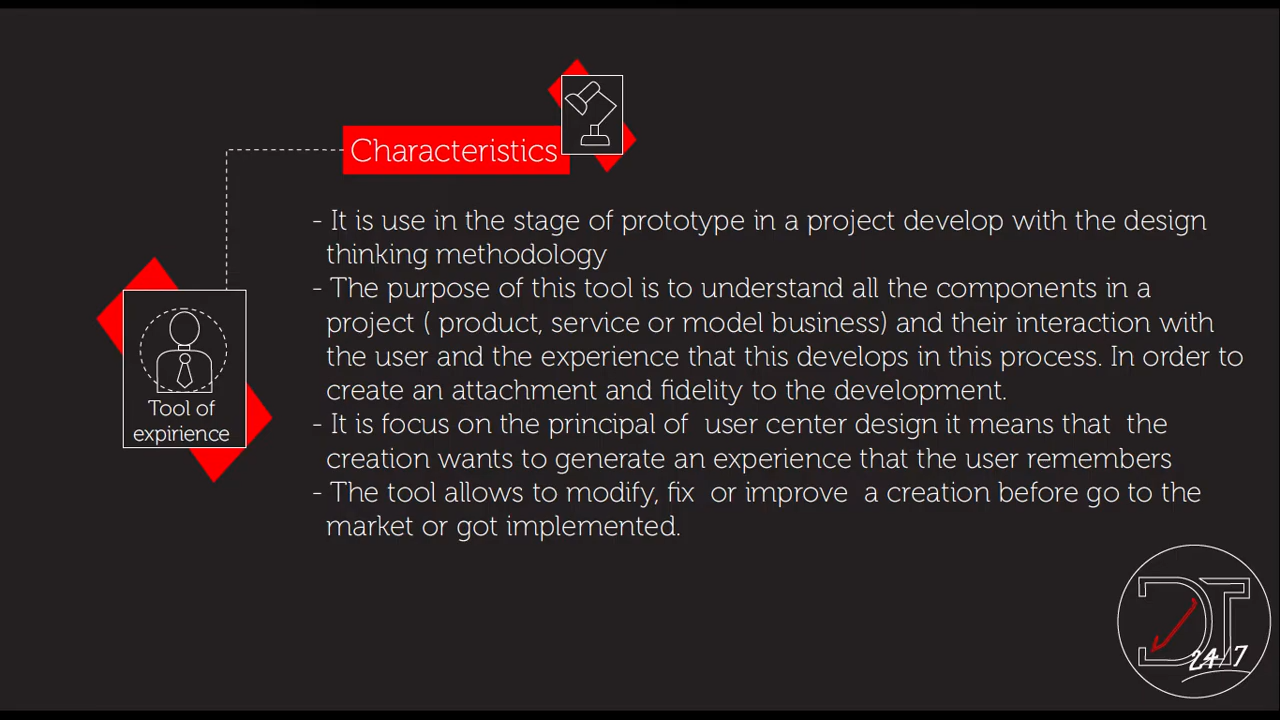 Characteristics
- It is use in the stage of prototype in a project develop with the design
thinking methodology
- The purpose of this tool is to understand all the components in a
project ( product, service or model business) and their interaction with
the user and the experience that this develops in this process. In order to
create an attachment and fidelity to the development.
- It is focus on the principal of  user center design it means that  the
creation wants to generate an experience that the user remembers
- The tool allows to modify, fix  or improve  a creation before go to the
market or got implemented.
Tool of
expirience
DT
24/7